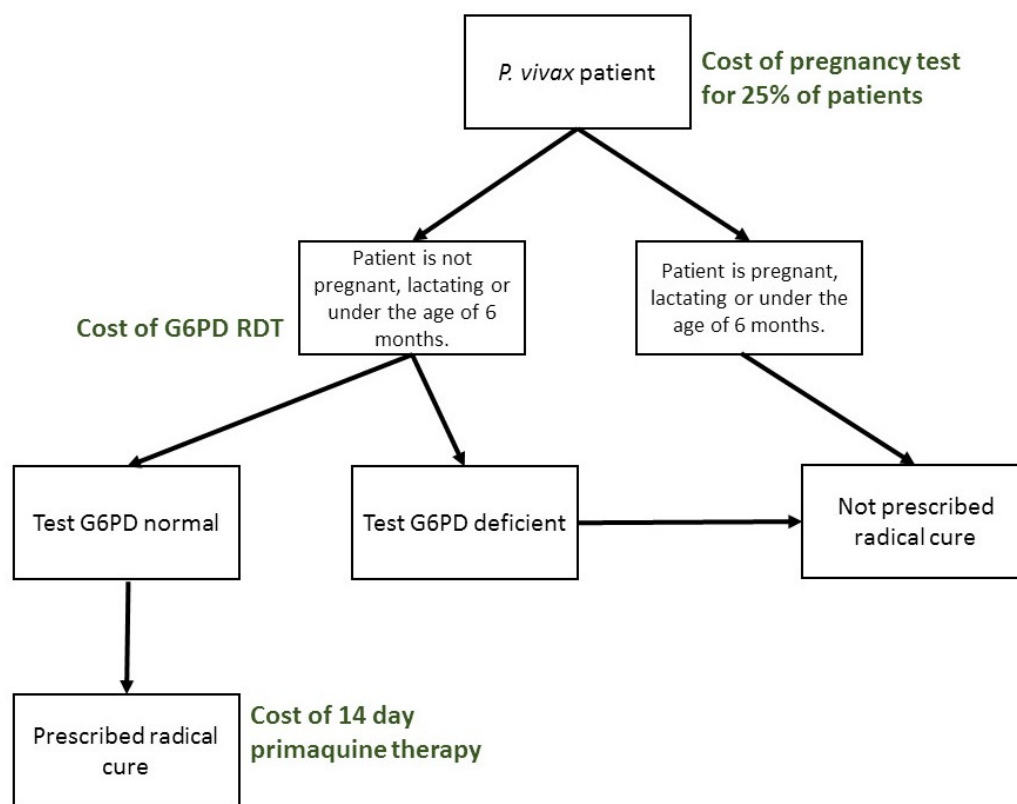 P. vivax patient
Cost of pregnancy test
for 25% of patients
Patient is not
pregnant, lactating or
under the age of 6
months.
Patient is pregnant,
lactating or under the
age of 6 months.
Cost of G6PD RDT
Test G6PD normal
Test G6PD deficient
Not prescribed
radical cure
Prescribed radical
cure
Cost of 14 day
primaquine therapy